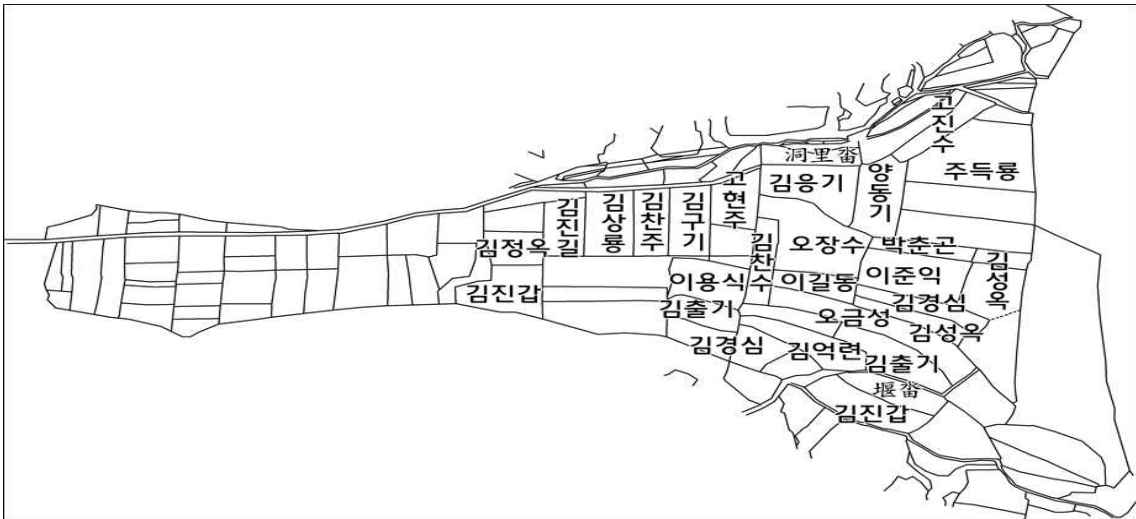 고진수
洞里畓
주득룡
김응기
양동기
고현주
김진길
김상룡
김찬주
김구기
김정옥
김찬수
오장수
박춘곤
김성옥
이용식
이길동
이준익
김진갑
김출기
김경심
오금성
김성옥
김경심
김억련
김출기
堰畓
김진갑